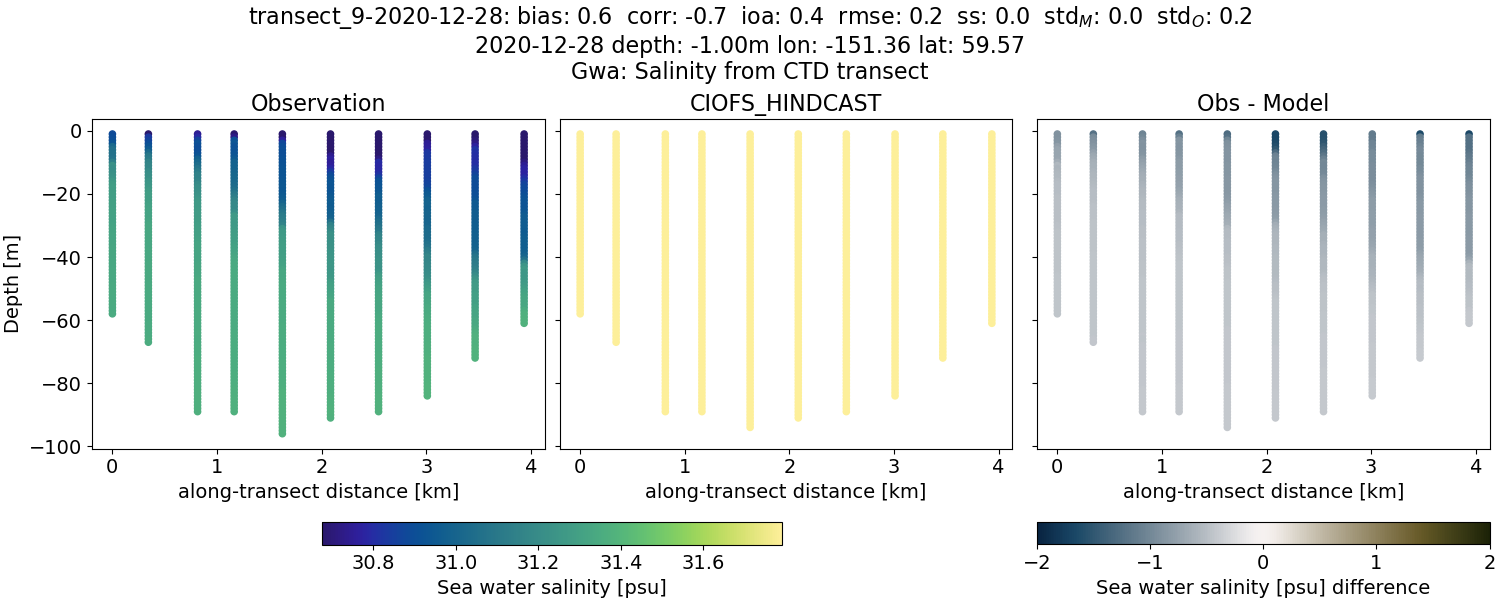 transect_9-2020-12-28: bias: 0.6 corr: -0.7 ioa: 0.4 rmse: 0.2 ss: 0.0 std_M: 0.0 std_O: 0.2
2020-12-28 depth: -1.00m lon: -151.36 lat: 59.57
Gwa: Salinity from CTD transect
Observation
CIOFS_HINDCAST
Obs - Model
Depth [m]
0
−20
−40
−60
−80
−100
0 1 2 3 4
along-transect distance [km]
0 1 2 3 4
along-transect distance [km]
0 1 2 3 4
along-transect distance [km]
30.8 31.0 31.2 31.4 31.6
Sea water salinity [psu]
−2 −1 0 1 2
Sea water salinity [psu] difference